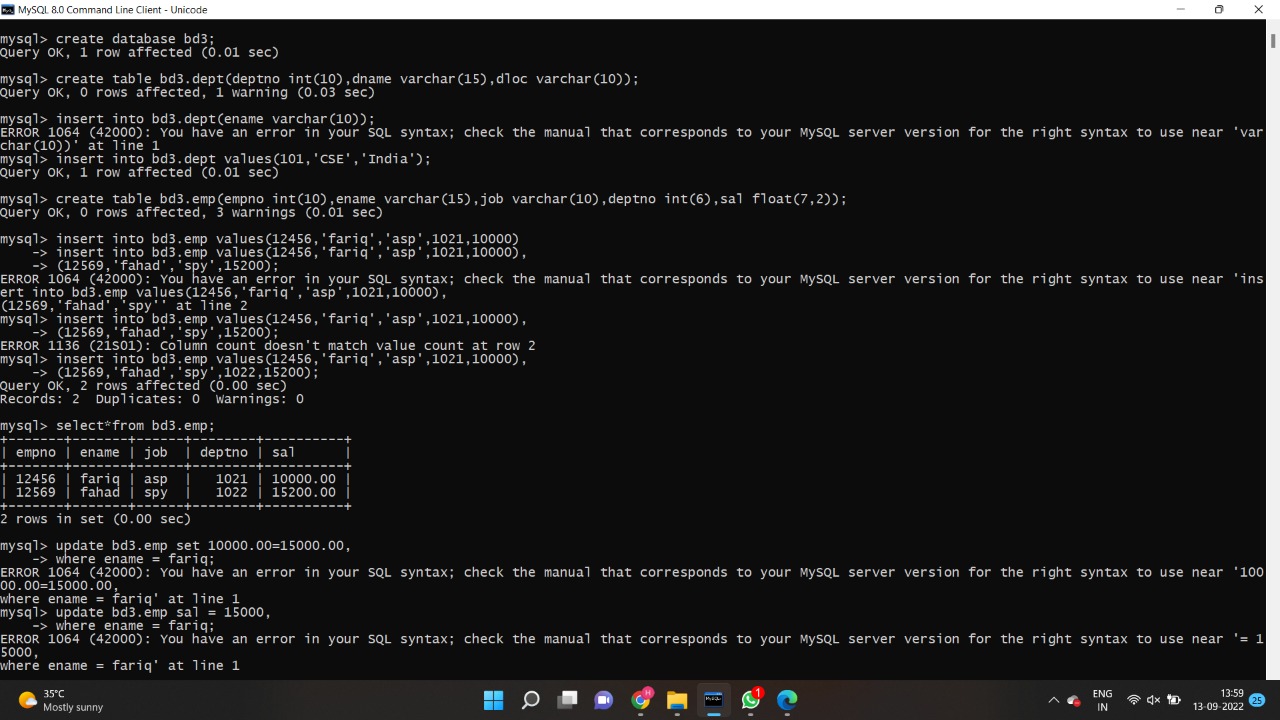 MySQL 8.0 Command Line Client - Unicode
mysql> create database bd3;
Query OK, 1 row affected (0.01 sec)
mysql> create table bd3.dept(deptno int(10),dname varchar(15),dloc varchar(10));
Query OK, 0 rows affected, 1 warning (0.03 sec)
mysql> insert into bd3.dept(ename varchar(10));
ERROR 1064 (42000): You have an error in your SQL syntax; check the manual that corresponds to your MySQL server version for the right syntax to use near 'var
char(10))' at line 1
mysql> insert into bd3.dept values(101,'CSE','India');
Query OK, 1 row affected (0.01 sec)
mysql> create table bd3.emp(empno int(10),ename varchar(15),job varchar(10),deptno int(6),sal float(7,2));
Query OK, 0 rows affected, 3 warnings (0.01 sec)
mysql> insert into bd3.emp values(12456,'fariq','asp',1021,10000)
    -> insert into bd3.emp values(12456,'fariq','asp',1021,10000),
    -> (12569,'fahad','spy',15200);
ERROR 1064 (42000): You have an error in your SQL syntax; check the manual that corresponds to your MySQL server version for the right syntax to use near 'ins
ert into bd3.emp values(12456,'fariq','asp',1021,10000),
(12569,'fahad','spy'' at line 2
mysql> insert into bd3.emp values(12456,'fariq','asp',1021,10000),
    -> (12569,'fahad','spy',15200);
ERROR 1136 (21S01): Column count doesn't match value count at row 2
mysql> insert into bd3.emp values(12456,'fariq','asp',1021,10000),
    -> (12569,'fahad','spy',1022,15200);
Query OK, 2 rows affected (0.00 sec)
Records: 2  Duplicates: 0  Warnings: 0
mysql> select*from bd3.emp;
+-------+-------+------+--------+----------+
| empno | ename | job  | deptno | sal      |
+-------+-------+------+--------+----------+
| 12456 | fariq | asp  |   1021 | 10000.00 |
| 12569 | fahad | spy  |   1022 | 15200.00 |
+-------+-------+------+--------+----------+
2 rows in set (0.00 sec)
mysql> update bd3.emp set 10000.00=15000.00,
    -> where ename = fariq;
ERROR 1064 (42000): You have an error in your SQL syntax; check the manual that corresponds to your MySQL server version for the right syntax to use near '100
00.00=15000.00,
where ename = fariq' at line 1
mysql> update bd3.emp sal = 15000,
    -> where ename = fariq;
ERROR 1064 (42000): You have an error in your SQL syntax; check the manual that corresponds to your MySQL server version for the right syntax to use near '= 1
5000,
where ename = fariq' at line 1
35°C
Mostly sunny
H
MySQL
1
ENG
IN
13:59
13-09-2022
25